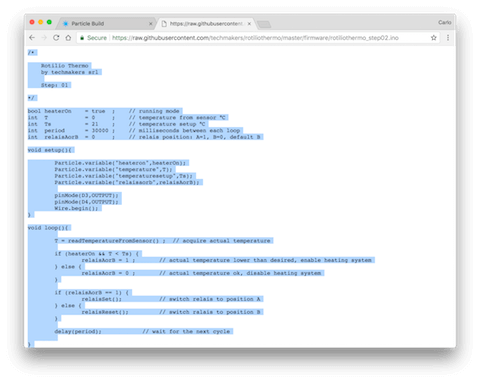 Particle Build
https://raw.githubusercontent.co
Carlo
Secure
https://raw.githubusercontent.com/techmakers/rotiliothermo/master/firmware/rotiliothermo_step02.ino
/*
Rotilio Thermo
by techmakers srl
Step: 01
*/
bool heaterOn = true ; // running mode
int T = 0 ; // temperature from sensor °C
int Ts = 21 ; // temperature setup °C
int period = 30000 ; // milliseconds between each loop
int relaisAorB = 0 ; // relais position: A=1, B=0, default B
void setup(){
Particle.variable("heateron",heaterOn);
Particle.variable("temperature",T);
Particle.variable("temperaturesetup",Ts);
Particle.variable("relaisaorb",relaisAorB);
pinMode(D3,OUTPUT);
pinMode(D4,OUTPUT);
Wire.begin();
}
void loop(){
T = readTemperatureFromSensor() ; // acquire actual temperature
if (heaterOn && T < Ts) {
relaisAorB = 1 ; // actual temperature lower than desired, enable heating system
} else {
relaisAorB = 0 ; // actual temperature ok, disable heating system
}
if (relaisAorB == 1) {
relaisSet(); // switch relais to position A
} else {
relaisReset(); // switch relais to position B
}
delay(period); // wait for the next cycle
}